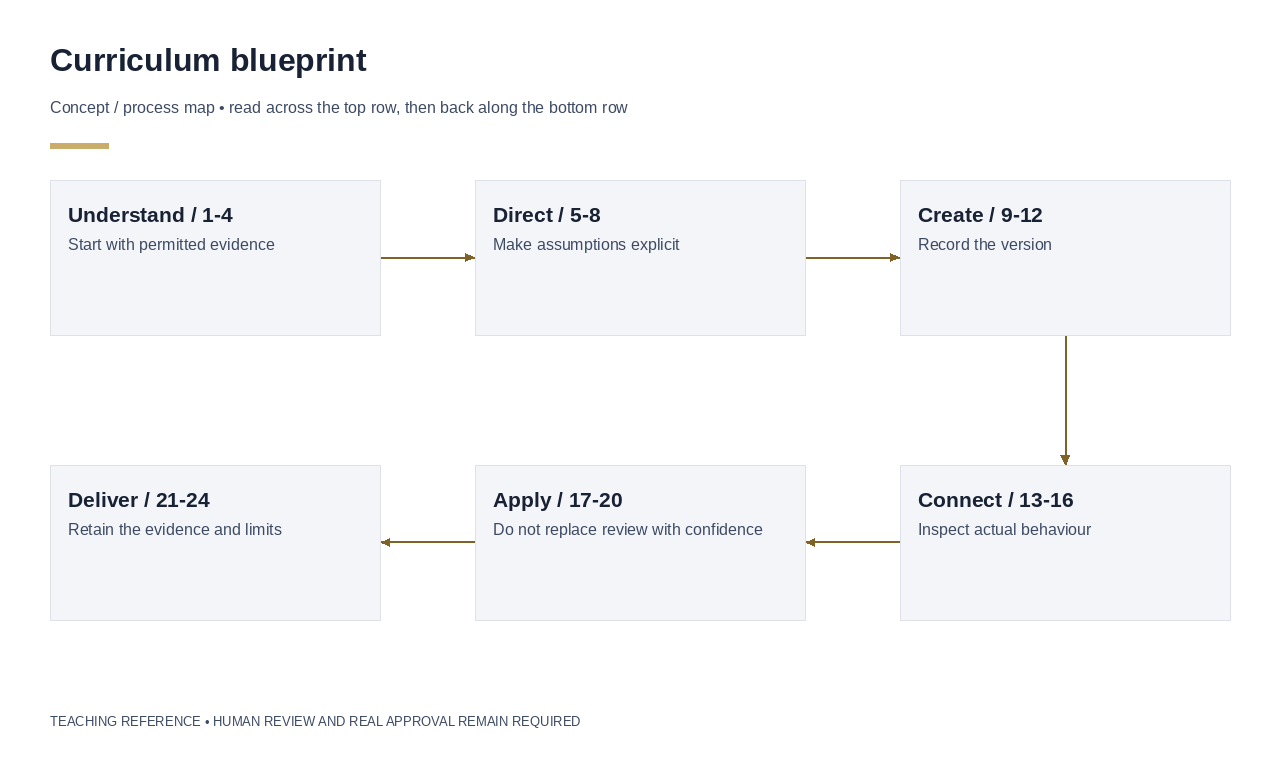 Curriculum blueprint
Concept / process map • read across the top row, then back along the bottom row
Understand / 1-4
Start with permitted evidence
Direct / 5-8
Make assumptions explicit
Create / 9-12
Record the version
Connect / 13-16
Inspect actual behaviour
Apply / 17-20
Do not replace review with confidence
Deliver / 21-24
Retain the evidence and limits
TEACHING REFERENCE • HUMAN REVIEW AND REAL APPROVAL REMAIN REQUIRED